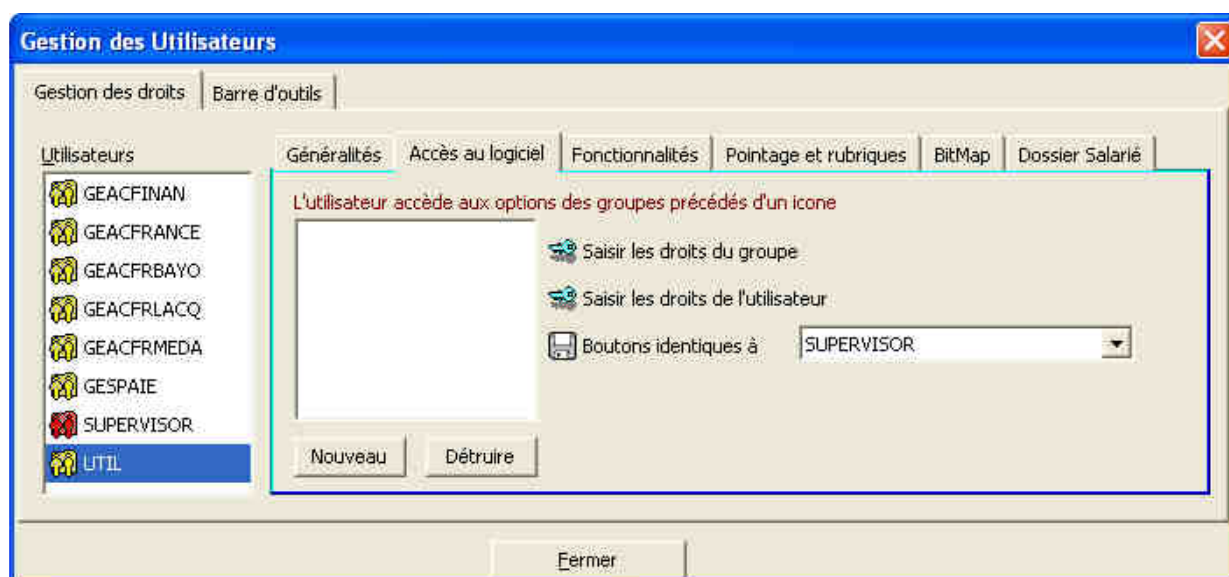 Gestion des Utilisateurs
Gestion des droits
Barre d'outils
Utilisateurs
GEACFINAN
GEACFRANCE
GEACFRBAYO
GEACFRLACQ
GEACFRMEDA
GESPAIE
SUPERVISOR
UTIL
Généralités
Accès au logiciel
Fonctionnalités
Pointage et rubriques
BitMap
Dossier Salarié
L'utilisateur accède aux options des groupes précédés d'un icone
Saisir les droits du groupe
Saisir les droits de l'utilisateur
Boutons identiques à
SUPERVISOR
Nouveau
Détruire
Fermer